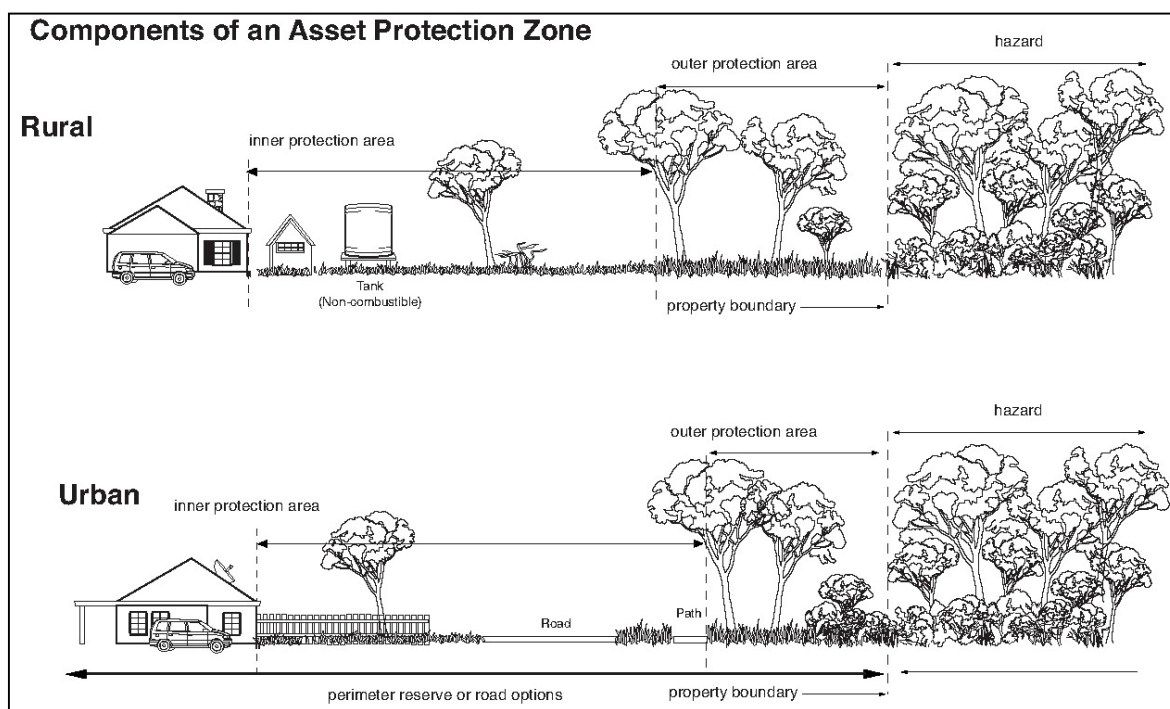 Components of an Asset Protection Zone
hazard
outer protection area
Rural
inner protection area
Tank
(Non-combustible)
property boundary
hazard
outer protection area
Urban
inner protection area
Path
Road
perimeter reserve or road options
property boundary